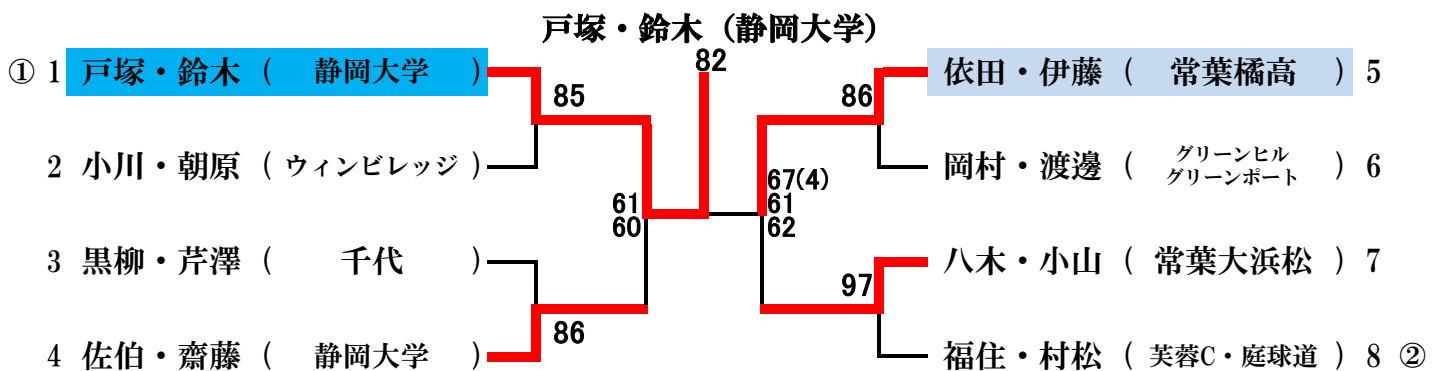 戸塚・鈴木（静岡大学）
82
① 1 戸塚・鈴木 ( 静岡大学 )
85
2 小川・朝原 ( ウィンビレッジ )
61
60
3 黒柳・芹澤 ( 千代 )
86
4 佐伯・齋藤 ( 静岡大学 )
依田・伊藤 ( 常葉橘高 ) 5
86
岡村・渡邊 ( グリーンヒル
グリーンポート ) 6
67(4)
61
62
八木・小山 ( 常葉大浜松 ) 7
97
福住・村松 ( 芙蓉C・庭球道 ) 8 ②